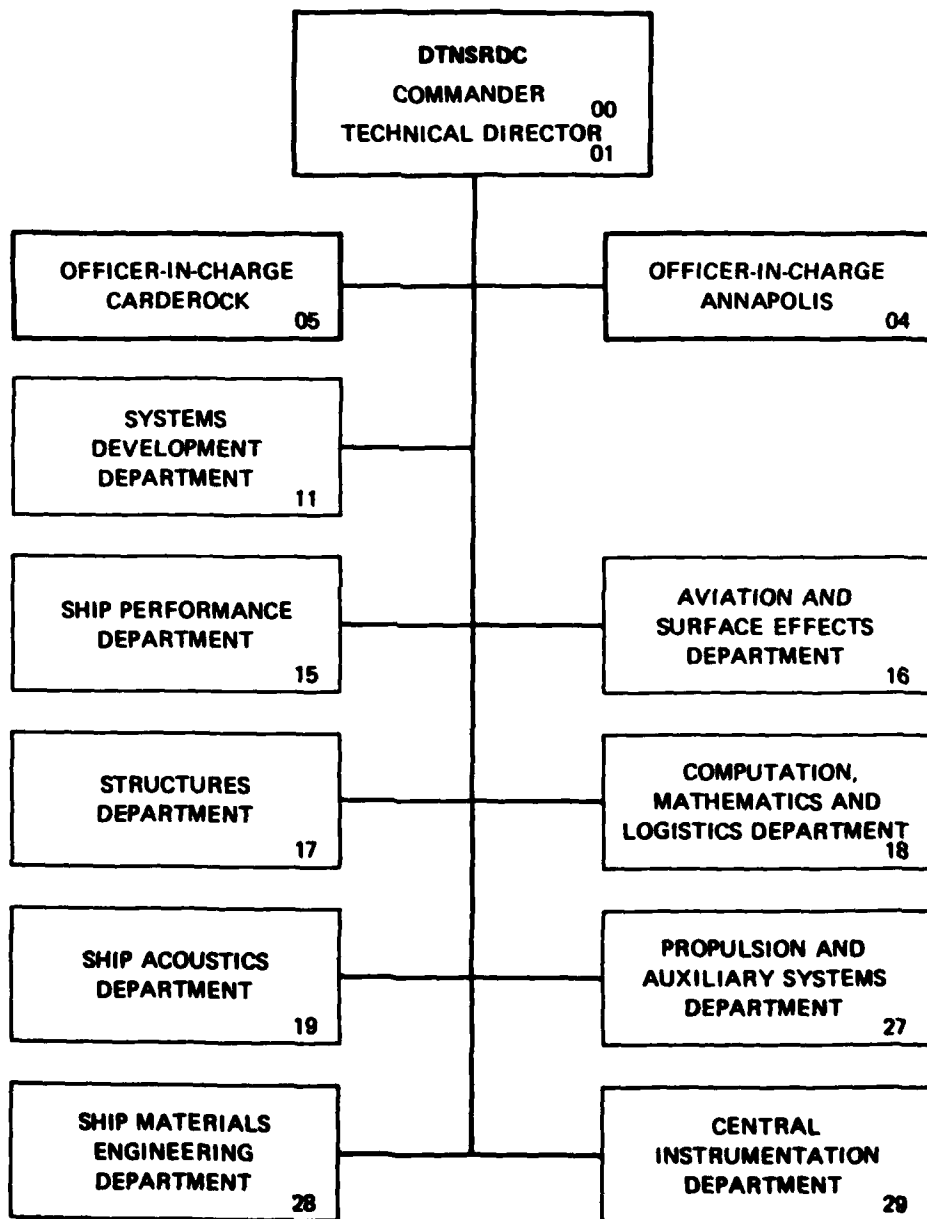 DTNSRDC
COMMANDER
00
TECHNICAL DIRECTOR
01
OFFICER-IN-CHARGE
CARDEROCK
05
OFFICER-IN-CHARGE
ANNAPOLIS
04
SYSTEMS
DEVELOPMENT
DEPARTMENT
11
SHIP PERFORMANCE
DEPARTMENT
15
AVIATION AND
SURFACE EFFECTS
DEPARTMENT
16
STRUCTURES
DEPARTMENT
17
COMPUTATION,
MATHEMATICS AND
LOGISTICS DEPARTMENT
18
SHIP ACOUSTICS
DEPARTMENT
19
PROPULSION AND
AUXILIARY SYSTEMS
DEPARTMENT
27
SHIP MATERIALS
ENGINEERING
DEPARTMENT
28
CENTRAL
INSTRUMENTATION
DEPARTMENT
29